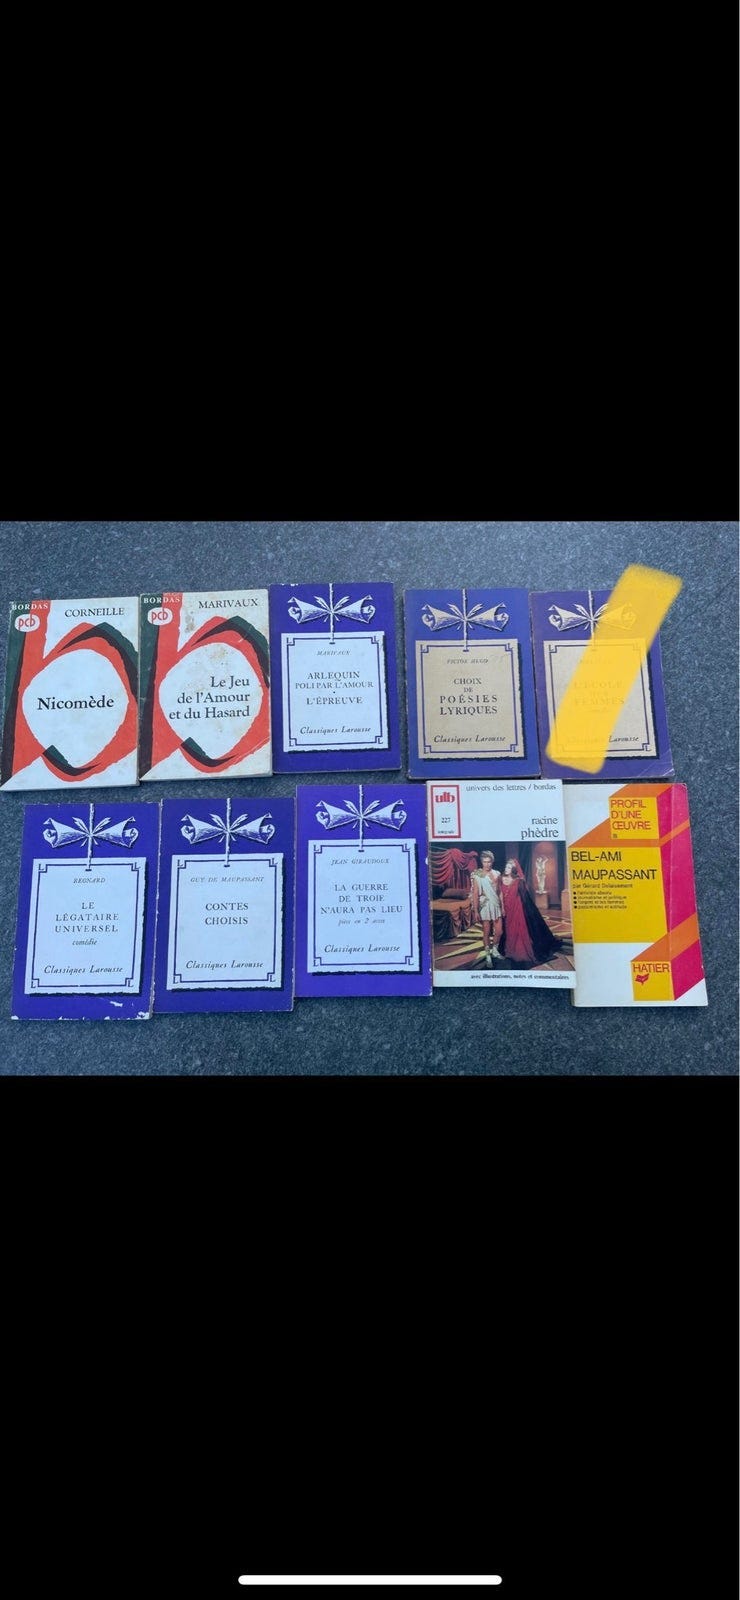 BORDAS
pcb
CORNEILLE
Nicomède
BORDAS
pcb
MARIVAUX
Le Jeu
de l'Amour
et du Hasard
MARIVAUX
ARLEQUIN
POLI PAR L'AMOUR
L'ÉPREUVE
Classiques Larousse
VICTOR HUGO
CHOIX
DE
POÉSIES
LYRIQUES
Classiques Larousse
L'ÉCOLE
FEMMES
Classiques Larousse
REGNARD
LE
LÉGATAIRE
UNIVERSEL
comédie
Classiques Larousse
GUY DE MAUPASSANT
CONTES
CHOISIS
Classiques Larousse
JEAN GIRAUDOUX
LA GUERRE
DE TROIE
N'AURA PAS LIEU
pièce en 2 actes
Classiques Larousse
ulb
227
intégrale
univers des lettres / bordas
racine
phèdre
avec illustrations, notes et commentaires
PROFIL
D'UNE
ŒUVRE
BEL-AMI
MAUPASSANT
par Gérard Delaisement
HATIER